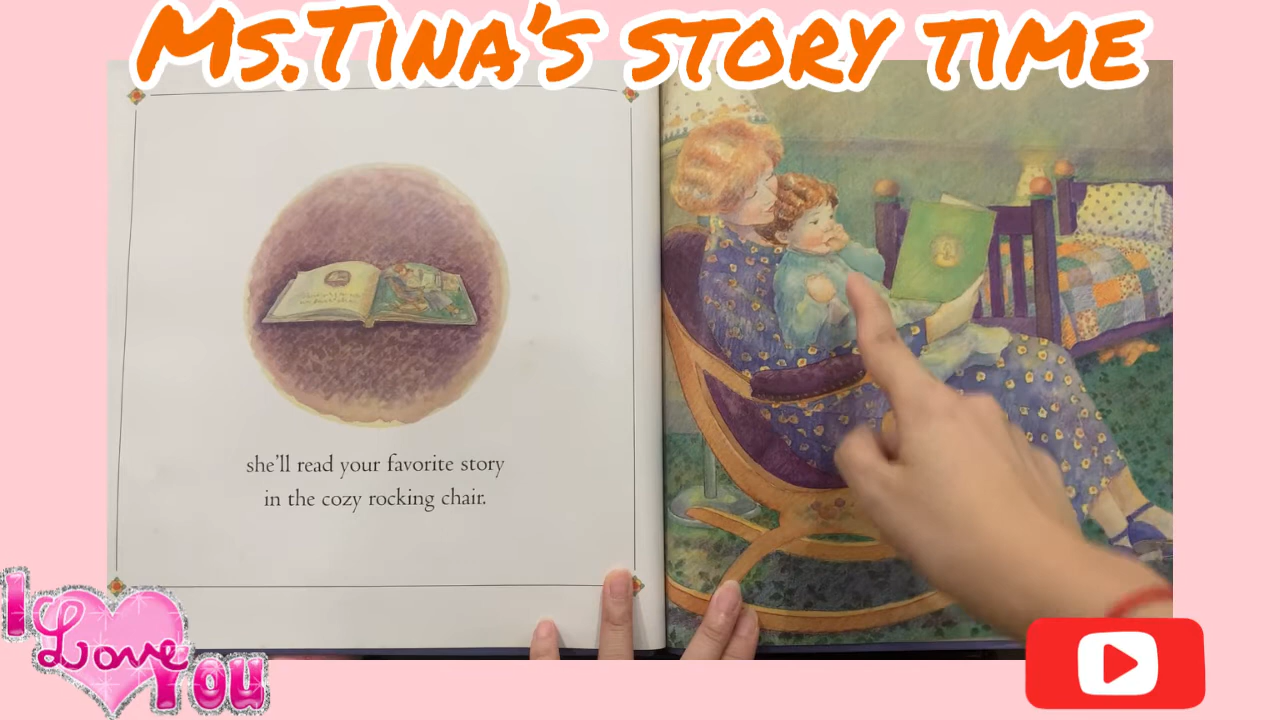 Ms.Tina's story time
she'll read your favorite story
in the cozy rocking chair.
I
Love
You